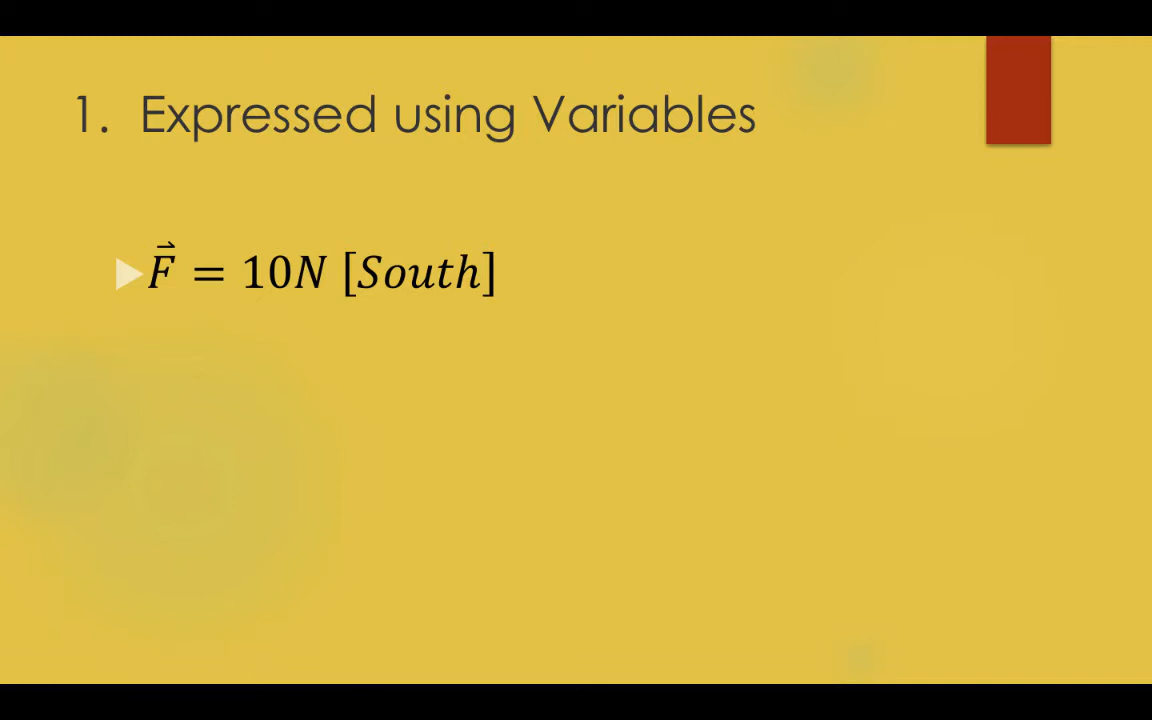 1. Expressed using Variables
F⃗ = 10N [South]